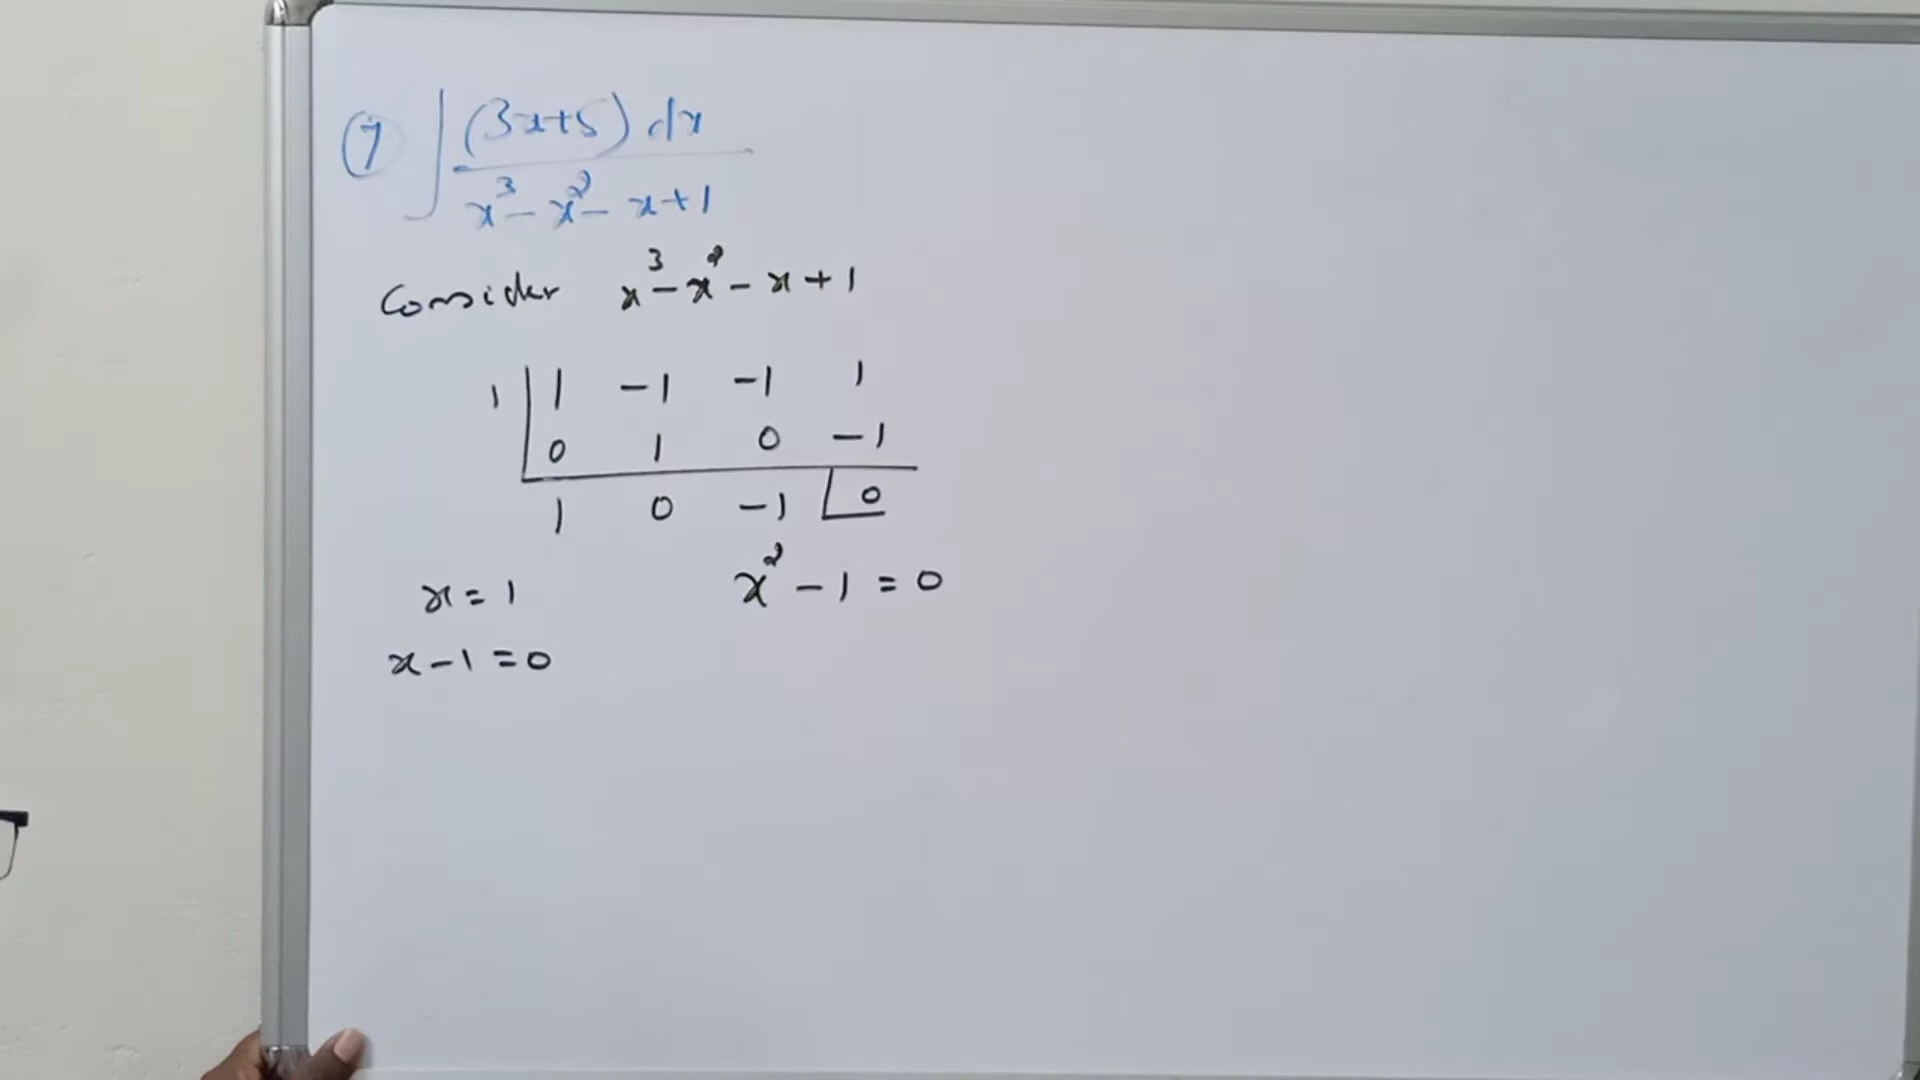 7 ∫ (3x+5) dx
x³ - x² - x + 1
Consider x³ - x² - x + 1
1 | 1 -1 -1 1
0 1 0 -1
1 0 -1 0
x = 1 x² - 1 = 0
x - 1 = 0